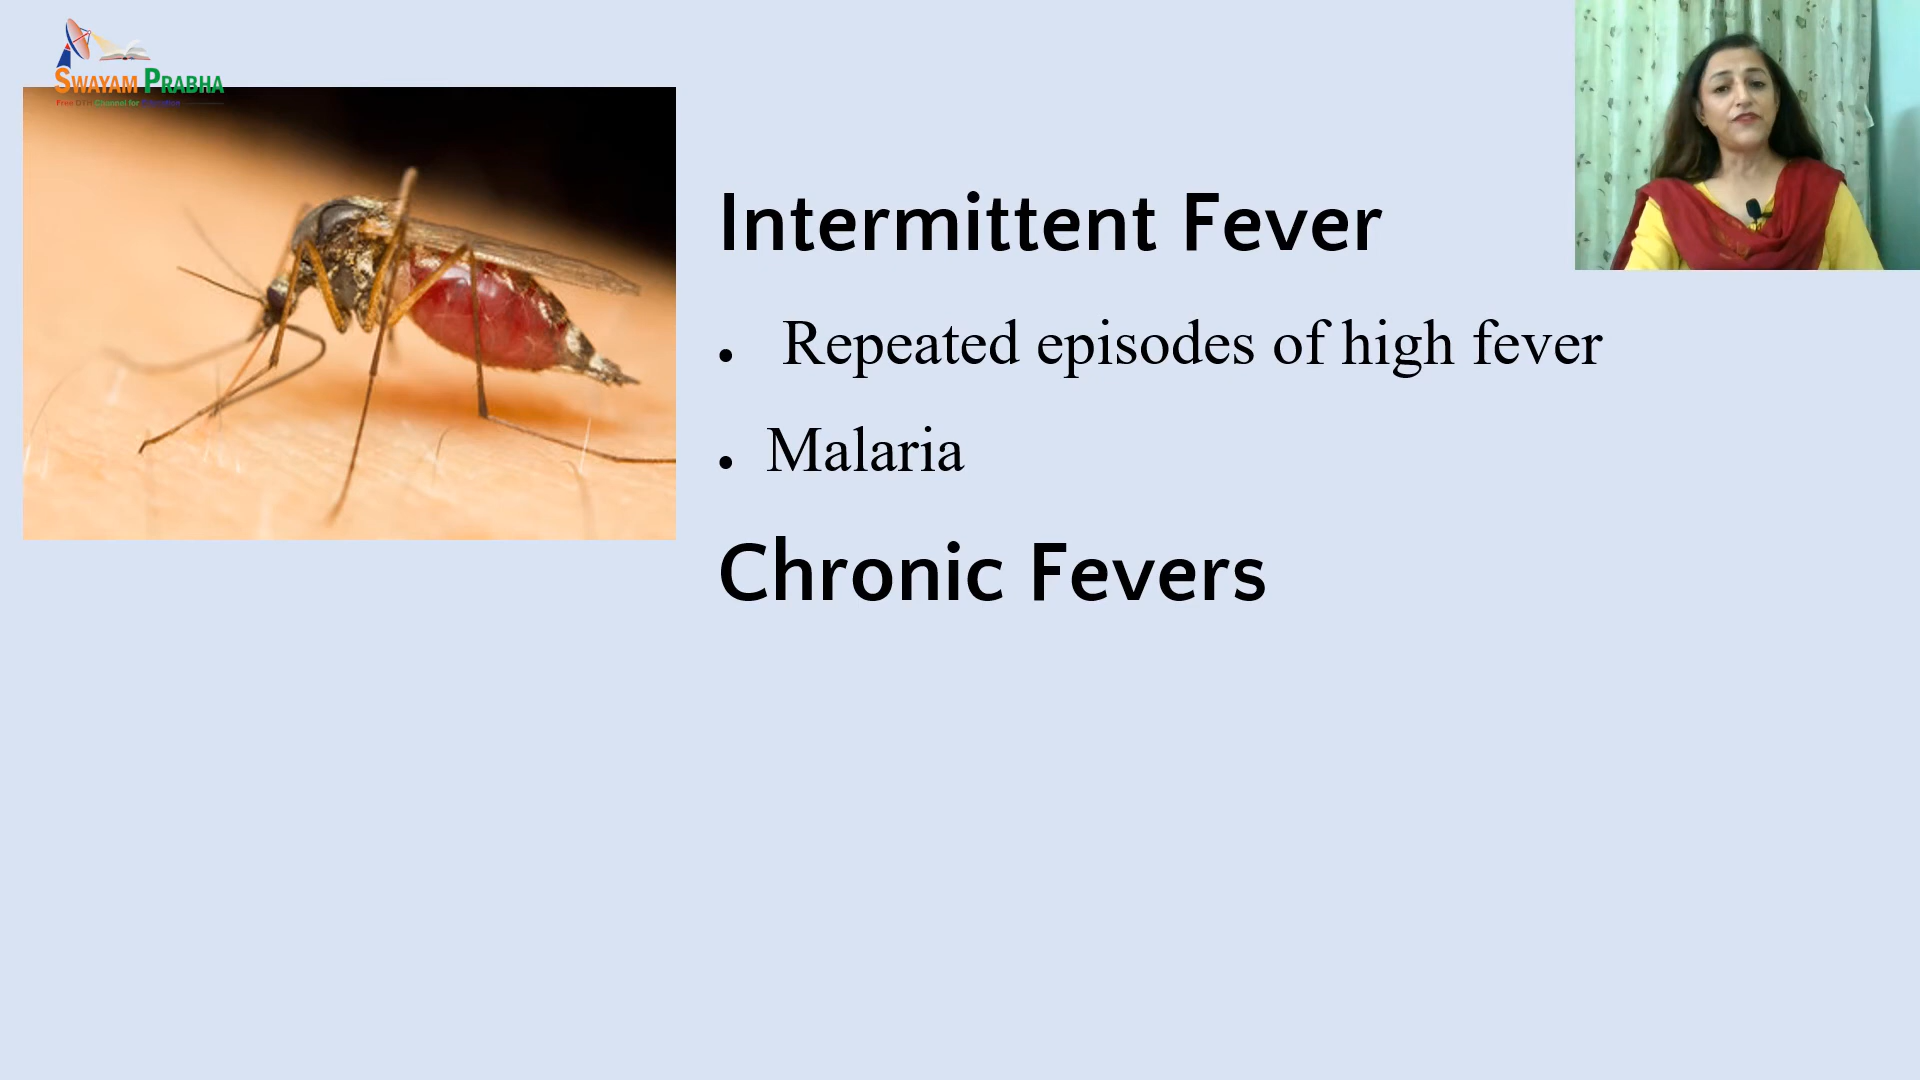 SWAYAM PRABHA
Intermittent Fever
• Repeated episodes of high fever
• Malaria
Chronic Fevers